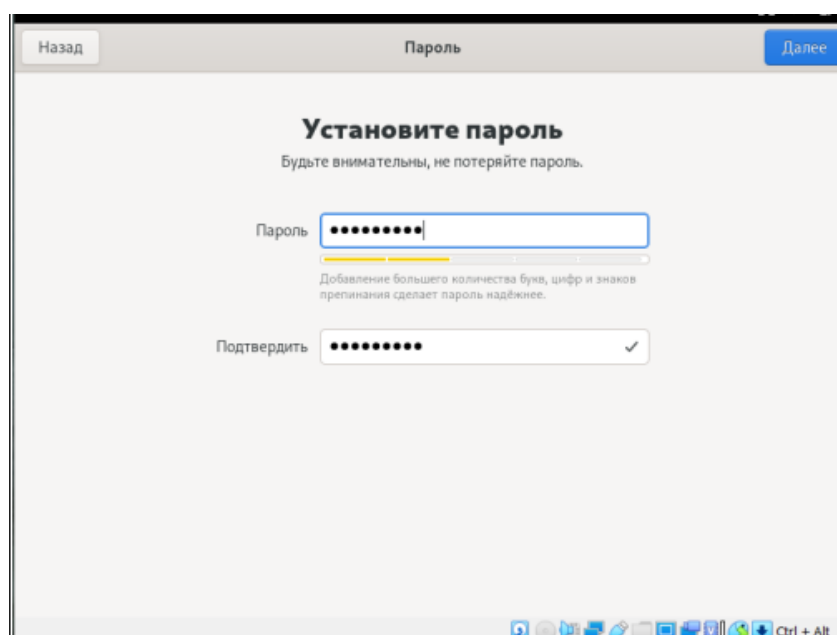 Назад
Пароль
Далее
Установите пароль
Будьте внимательны, не потеряйте пароль.
Пароль
Добавление большего количества букв, цифр и знаков
препинания сделает пароль надёжнее.
Подтвердить
Ctrl + Alt